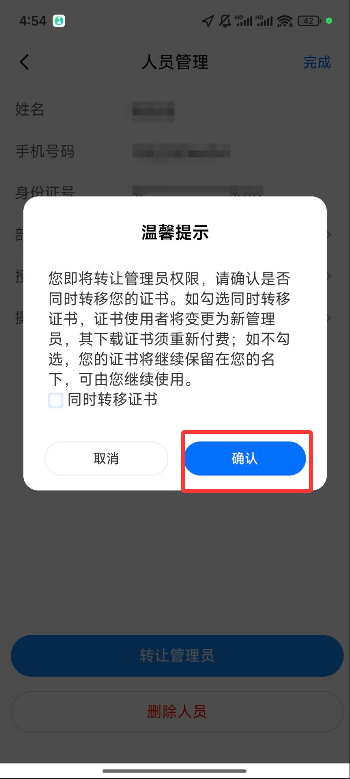 4:54
HD
HD
42
人员管理
完成
姓名
手机号码
身份证号
温馨提示
您即将转让管理员权限，请确认是否
同时转移您的证书。如勾选同时转移
证书，证书使用者将变更为新管理
员，其下载证书须重新付费；如不勾
选，您的证书将继续保留在您的名
下，可由您继续使用。
同时转移证书
取消
确认
转让管理员
删除人员